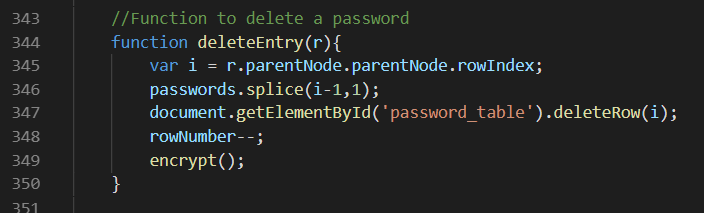 343 //Function to delete a password
344 function deleteEntry(r){
345 var i = r.parentNode.parentNode.rowIndex;
346 passwords.splice(i-1,1);
347 document.getElementById('password_table').deleteRow(i);
348 rowNumber--;
349 encrypt();
350 }
351